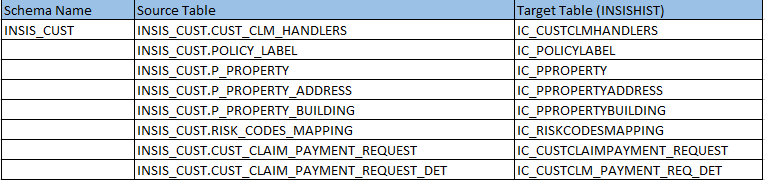 Schema Name Source Table Target Table (INSISHIST)
INSIS_CUST INSIS_CUST.CUST_CLM_HANDLERS IC_CUSTCLMHANDLERS
INSIS_CUST.POLICY_LABEL IC_POLICYLABEL
INSIS_CUST.P_PROPERTY IC_PPROPERTY
INSIS_CUST.P_PROPERTY_ADDRESS IC_PPROPERTYADDRESS
INSIS_CUST.P_PROPERTY_BUILDING IC_PPROPERTYBUILDING
INSIS_CUST.RISK_CODES_MAPPING IC_RISKCODESMAPPING
INSIS_CUST.CUST_CLAIM_PAYMENT_REQUEST IC_CUSTCLAIMPAYMENT_REQUEST
INSIS_CUST.CUST_CLAIM_PAYMENT_REQUEST_DET IC_CUSTCLM_PAYMENT_REQ_DET